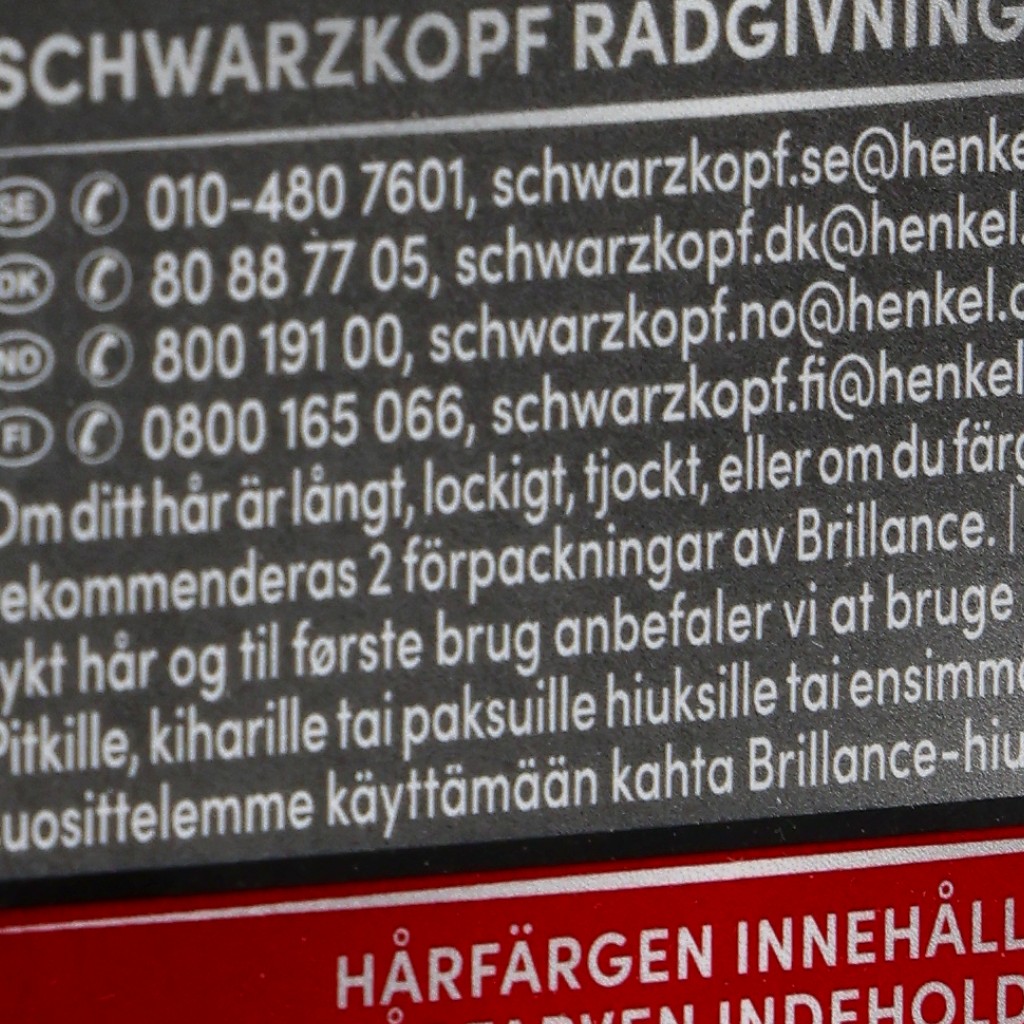 SCHWARZKOPF RÅDGIVNING
SE 010-480 7601, schwarzkopf.se@henke
DK 80 88 77 05, schwarzkopf.dk@henkel.
NO 800 191 00, schwarzkopf.no@henkel.c
FI 0800 165 066, schwarzkopf.fi@henkel
Om ditt hår är långt, lockigt, tjockt, eller om du färg
ekommenderas 2 förpackningar av Brillance. |
ykt hår og til første brug anbefaler vi at bruge
Pitkille, kiharille tai paksuille hiuksille tai ensimme
uosittelemme käyttämään kahta Brillance-hiu
HÅRFÄRGEN INNEHÅLL
INDEHOLD